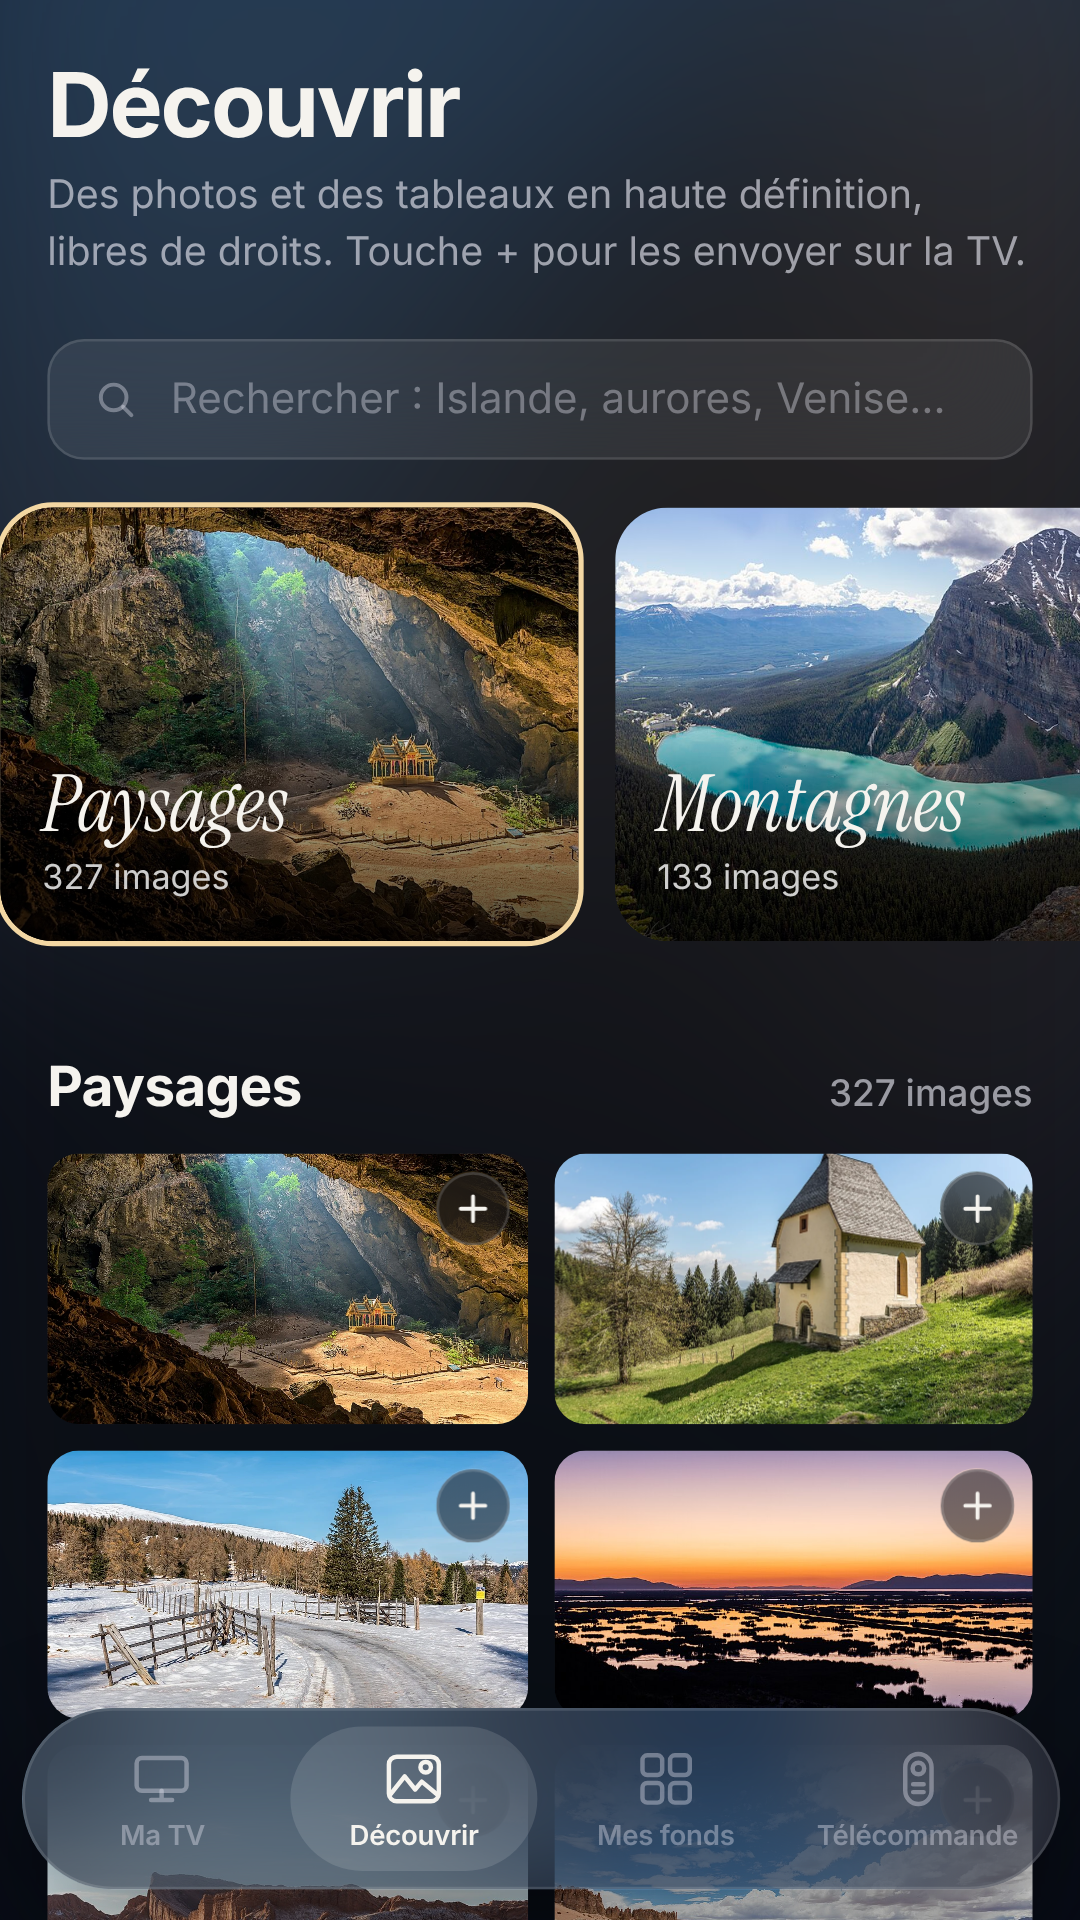 Découvrir
Des photos et des tableaux en haute définition,
libres de droits. Touche + pour les envoyer sur la TV.
Rechercher : Islande, aurores, Venise...
Paysages
327 images
Montagnes
133 images
Paysages
327 images
Ma TV
Découvrir
Mes fonds
Télécommande